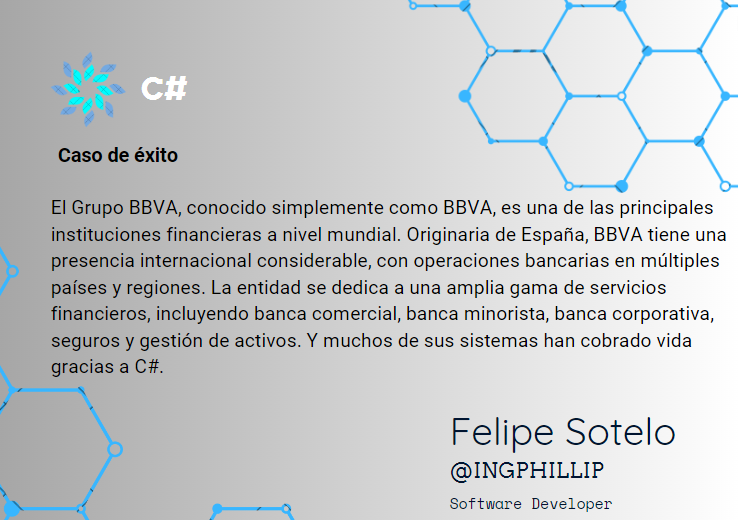 C#
Caso de éxito
El Grupo BBVA, conocido simplemente como BBVA, es una de las principales
instituciones financieras a nivel mundial. Originaria de España, BBVA tiene una
presencia internacional considerable, con operaciones bancarias en múltiples
países y regiones. La entidad se dedica a una amplia gama de servicios
financieros, incluyendo banca comercial, banca minorista, banca corporativa,
seguros y gestión de activos. Y muchos de sus sistemas han cobrado vida
gracias a C#.
Felipe Sotelo
@INGPHILLIP
Software Developer